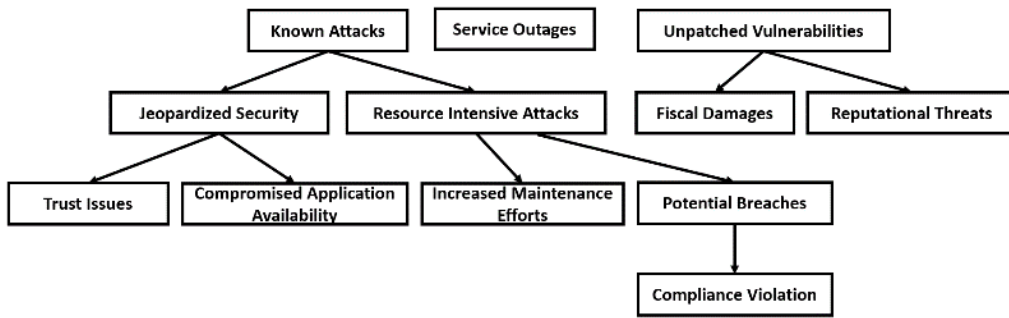 Known Attacks
Service Outages
Unpatched Vulnerabilities
Jeopardized Security
Resource Intensive Attacks
Fiscal Damages
Reputational Threats
Trust Issues
Compromised Application
Availability
Increased Maintenance
Efforts
Potential Breaches
Compliance Violation